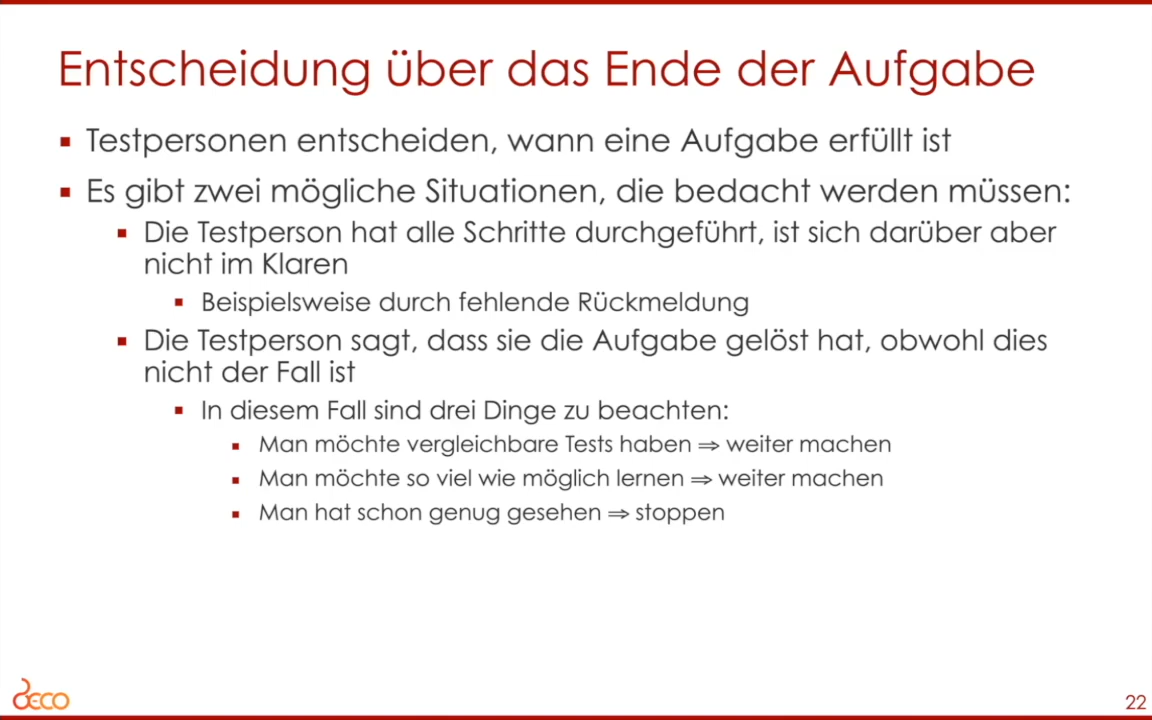 Entscheidung über das Ende der Aufgabe
▪ Testpersonen entscheiden, wann eine Aufgabe erfüllt ist
▪ Es gibt zwei mögliche Situationen, die bedacht werden müssen:
▪ Die Testperson hat alle Schritte durchgeführt, ist sich darüber aber
nicht im Klaren
▪ Beispielsweise durch fehlende Rückmeldung
▪ Die Testperson sagt, dass sie die Aufgabe gelöst hat, obwohl dies
nicht der Fall ist
▪ In diesem Fall sind drei Dinge zu beachten:
▪ Man möchte vergleichbare Tests haben ⇒ weiter machen
▪ Man möchte so viel wie möglich lernen ⇒ weiter machen
▪ Man hat schon genug gesehen ⇒ stoppen
DECO
22